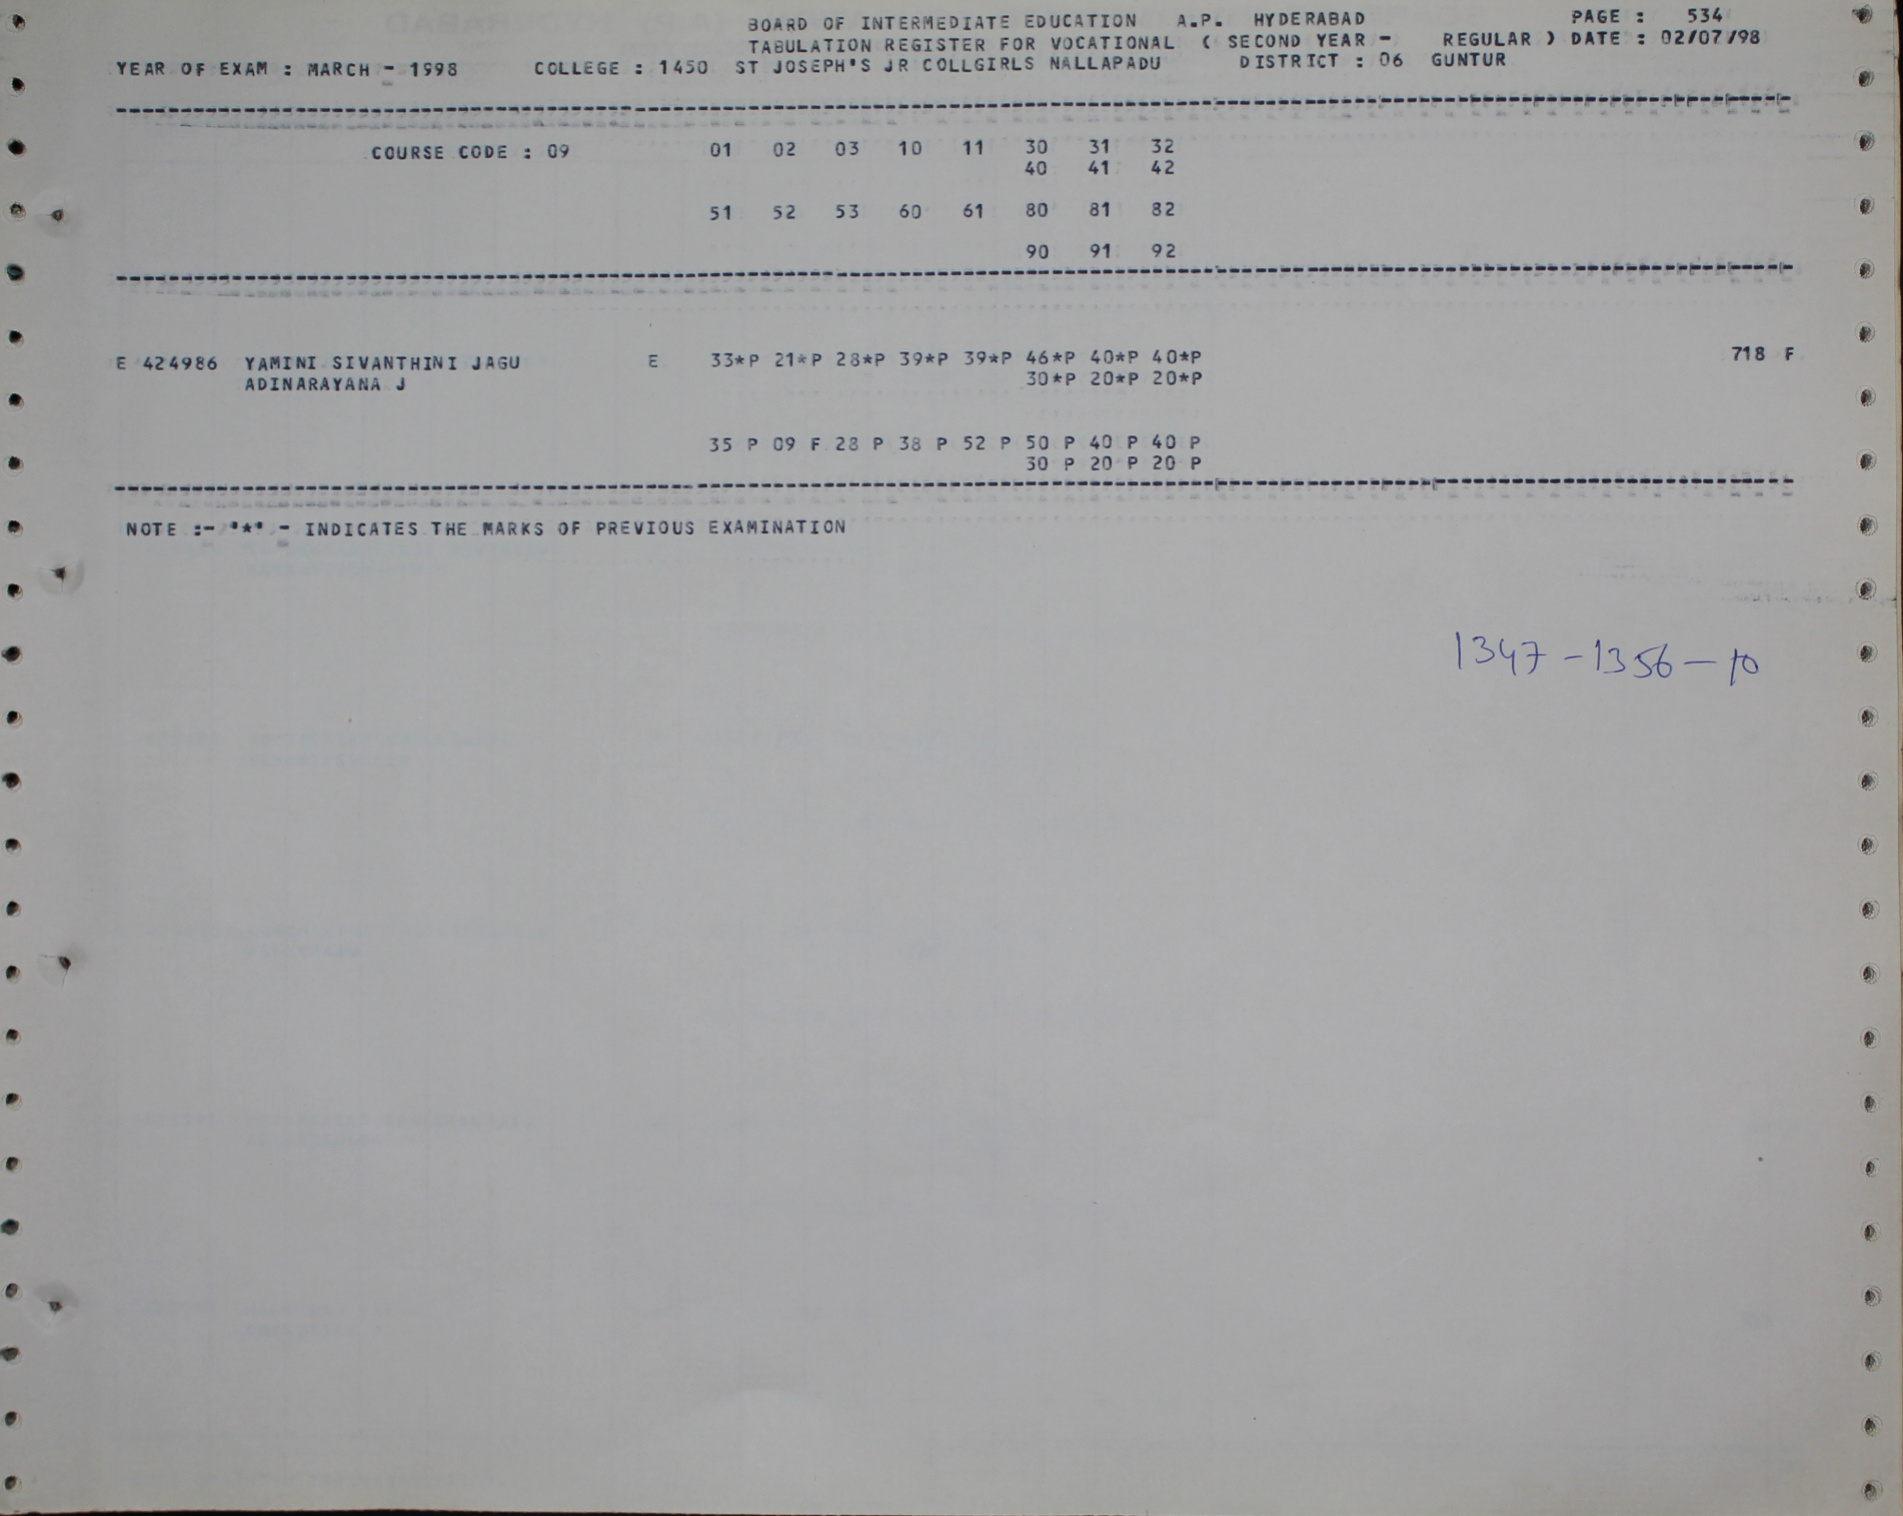 BOARD OF INTERMEDIATE EDUCATION A.P. HYDERABAD PAGE : 534
TABULATION REGISTER FOR VOCATIONAL ( SECOND YEAR - REGULAR ) DATE : 02/07/98
YEAR OF EXAM : MARCH - 1998 COLLEGE : 1450 ST JOSEPH'S JR COLLGIRLS NALLAPADU DISTRICT : 06 GUNTUR
COURSE CODE : 09 01 02 03 10 11 30 31 32
40 41 42
51 52 53 60 61 80 81 82
90 91 92
E 424986 YAMINI SIVANTHINI JAGU E 33*P 21*P 28*P 39*P 39*P 46*P 40*P 40*P 718 F
ADINARAYANA J 30*P 20*P 20*P
35 P 09 F 28 P 38 P 52 P 50 P 40 P 40 P
30 P 20 P 20 P
NOTE :- '*' - INDICATES THE MARKS OF PREVIOUS EXAMINATION
1347 - 1356 - 10